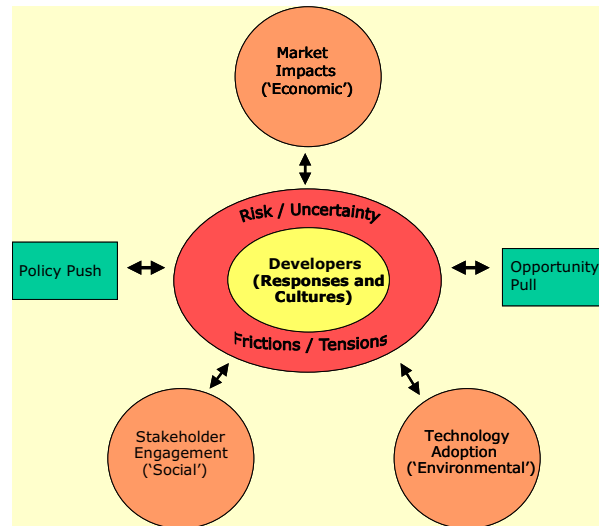 Market
Impacts
(‘Economic’)
Risk / Uncertainty
Policy Push
Developers
(Responses and
Cultures)
Opportunity
Pull
Frictions / Tensions
Stakeholder
Engagement
(‘Social’)
Technology
Adoption
(‘Environmental’)